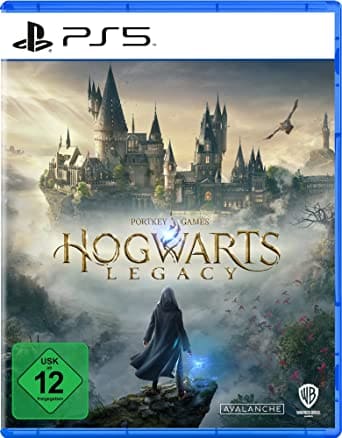 PS5
PORTKEY GAMES
HOGWARTS
LEGACY
USK
ab
12
freigegeben
AVALANCHE
WB